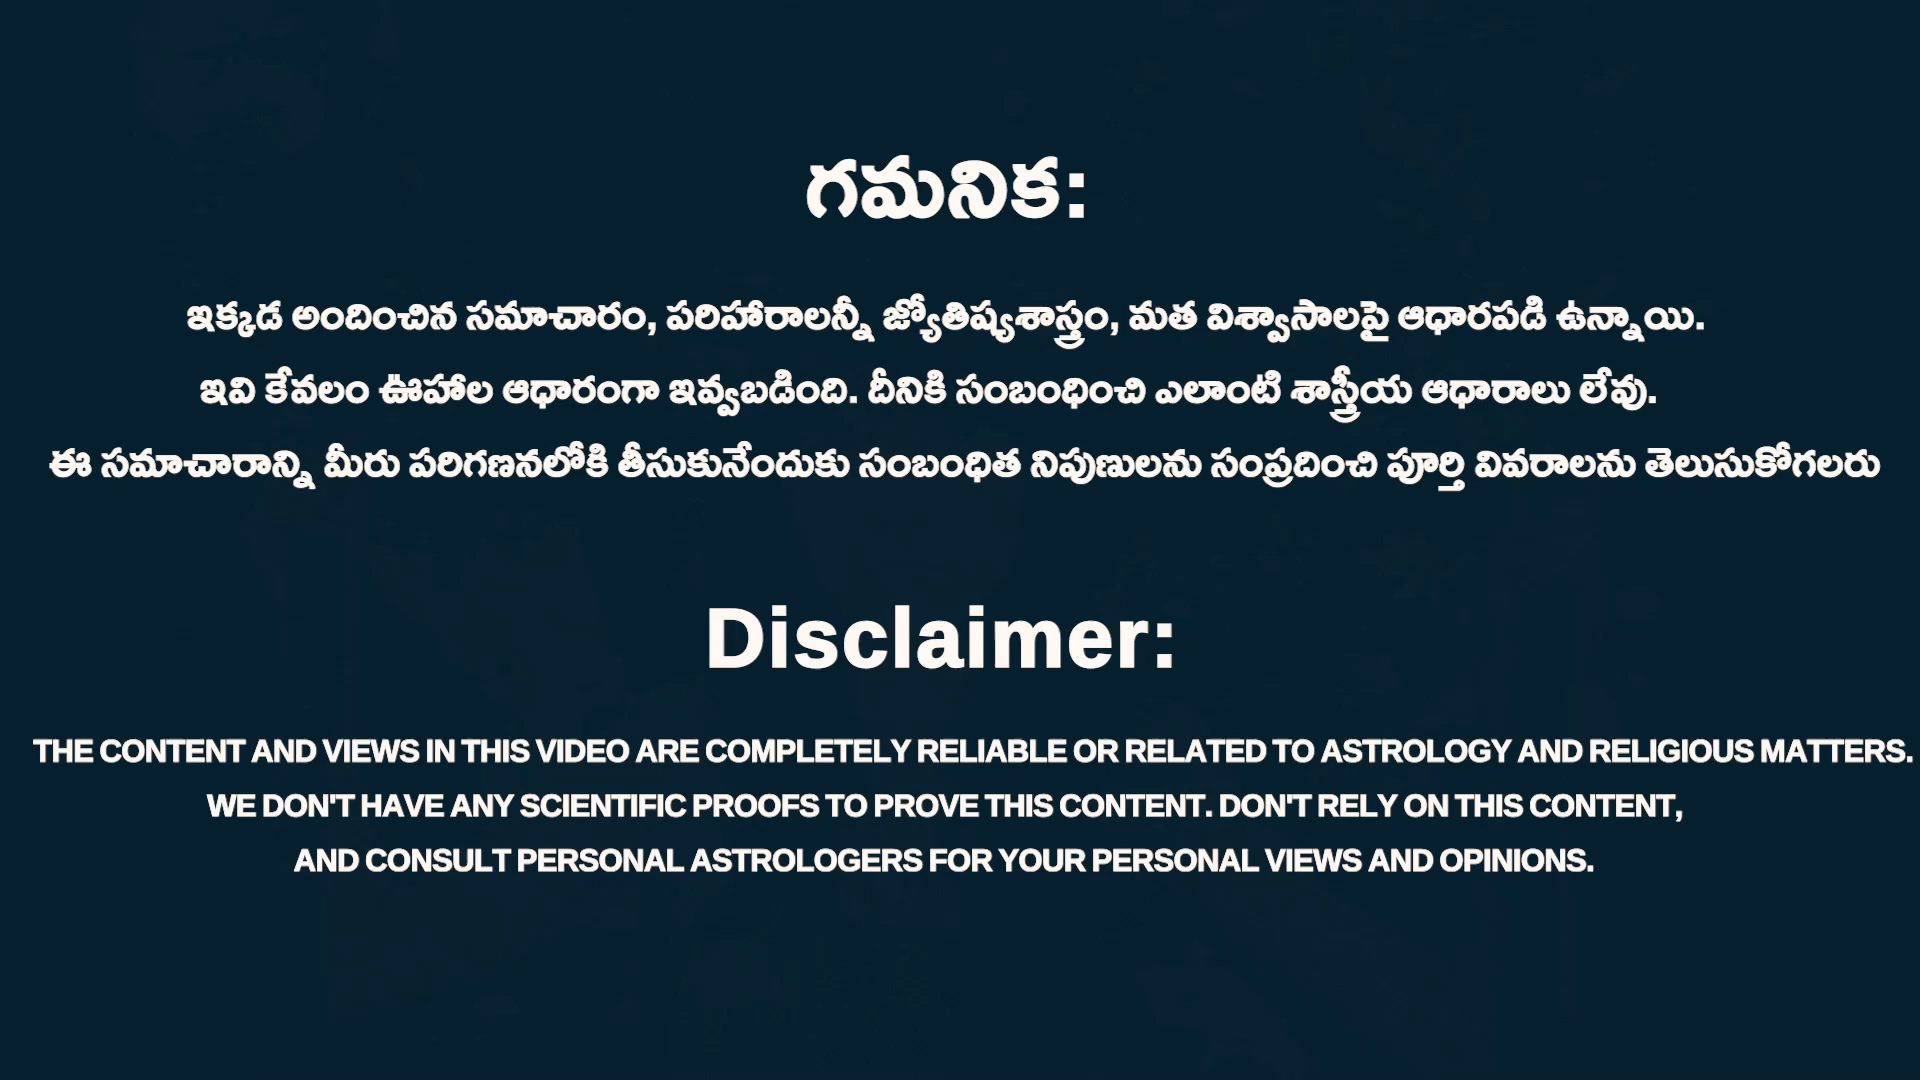 గమనిక:
ఇక్కడ అందించిన సమాచారం, పరిహారాలన్నీ జ్యోతిష్యశాస్త్రం, మత విశ్వాసాలపై ఆధారపడి ఉన్నాయి.
ఇవి కేవలం ఊహాల ఆధారంగా ఇవ్వబడింది. దీనికి సంబంధించి ఎలాంటి శాస్త్రీయ ఆధారాలు లేవు.
ఈ సమాచారాన్ని మీరు పరిగణనలోకి తీసుకునేందుకు సంబంధిత నిపుణులను సంప్రదించి పూర్తి వివరాలను తెలుసుకోగలరు
Disclaimer:
THE CONTENT AND VIEWS IN THIS VIDEO ARE COMPLETELY RELIABLE OR RELATED TO ASTROLOGY AND RELIGIOUS MATTERS.
WE DON'T HAVE ANY SCIENTIFIC PROOFS TO PROVE THIS CONTENT. DON'T RELY ON THIS CONTENT,
AND CONSULT PERSONAL ASTROLOGERS FOR YOUR PERSONAL VIEWS AND OPINIONS.